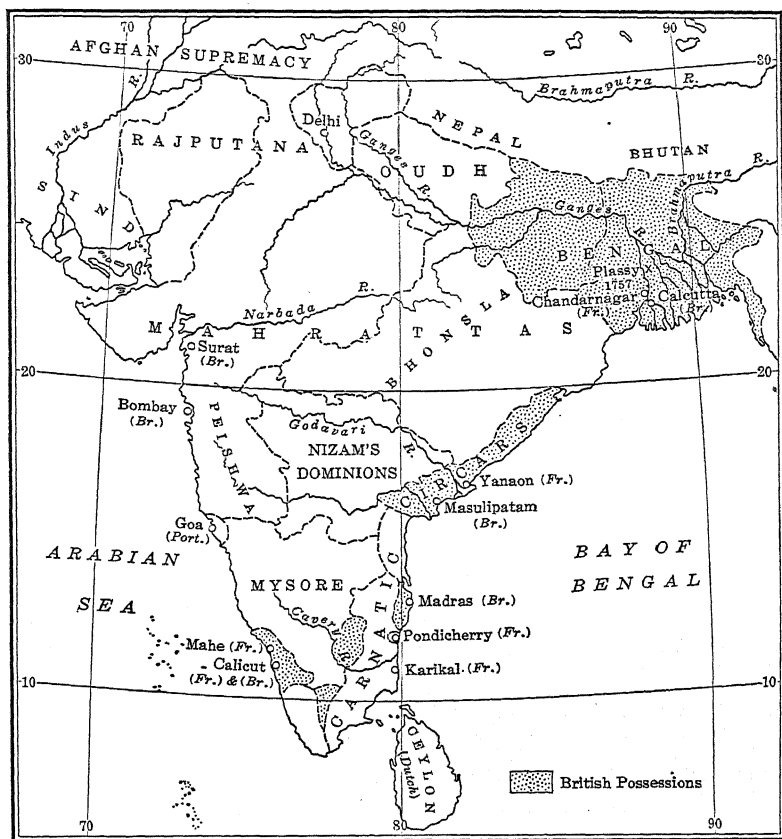 70
80
90
30
AFGHAN SUPREMACY
30
Indus R.
Brahmaputra R.
Delhi
NEPAL
RAJPUTANA
Ganges R.
OUDH
BHUTAN
Brahmaputra R.
SIND
Ganges R.
BENGAL
Plassy x
1757
Chandarnagar
(Fr.)
Calcutta
Br.
Narbada R.
MAHRATTAS
BHONSLA
Surat
(Br.)
20
20
Bombay
(Br.)
PEISHWA
Godavari R.
NIZAM'S
DOMINIONS
CIRCARS
Yanaon (Fr.)
Masulipatam
(Br.)
Goa
(Port.)
ARABIAN
SEA
BAY OF
BENGAL
MYSORE
CARNATIC
Cavery R.
Madras (Br.)
Mahe (Fr.)
Pondicherry (Fr.)
Calicut
(Fr.) & (Br.)
Karikal. (Fr.)
10
10
CARNATIC
CEYLON
(Dutch)
British Possessions
70
80
90